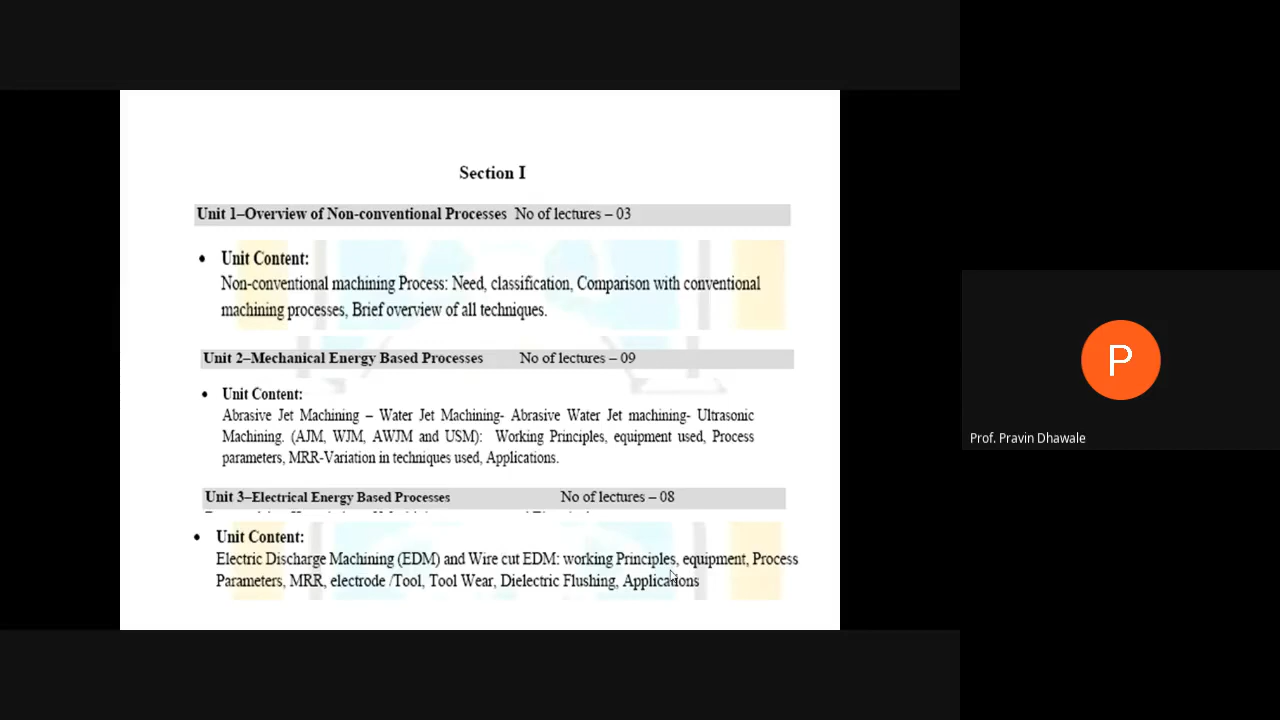 Section I
Unit 1–Overview of Non-conventional Processes No of lectures – 03
• Unit Content:
Non-conventional machining Process: Need, classification, Comparison with conventional
machining processes, Brief overview of all techniques.
Unit 2–Mechanical Energy Based Processes No of lectures – 09
• Unit Content:
Abrasive Jet Machining – Water Jet Machining- Abrasive Water Jet machining- Ultrasonic
Machining. (AJM, WJM, AWJM and USM): Working Principles, equipment used, Process
parameters, MRR-Variation in techniques used, Applications.
Unit 3–Electrical Energy Based Processes No of lectures – 08
• Unit Content:
Electric Discharge Machining (EDM) and Wire cut EDM: working Principles, equipment, Process
Parameters, MRR, electrode /Tool, Tool Wear, Dielectric Flushing, Applications
P
Prof. Pravin Dhawale